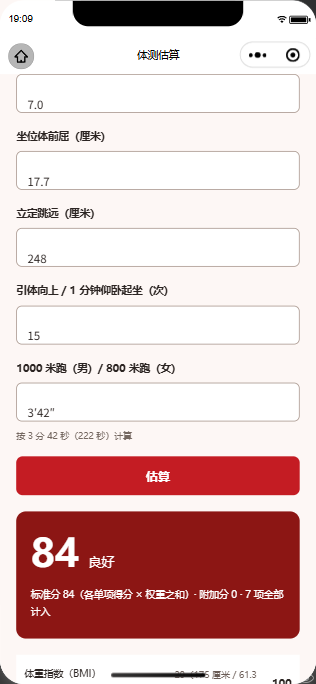 19:09
体测估算
7.0
坐位体前屈（厘米）
17.7
立定跳远（厘米）
248
引体向上 / 1 分钟仰卧起坐（次）
15
1000 米跑（男）/ 800 米跑（女）
3′42″
按 3 分 42 秒（222 秒）计算
估算
84 良好
标准分 84（各单项得分 × 权重之和）· 附加分 0 · 7 项全部
计入
体重指数（BMI）
厘米 / 61.3
100